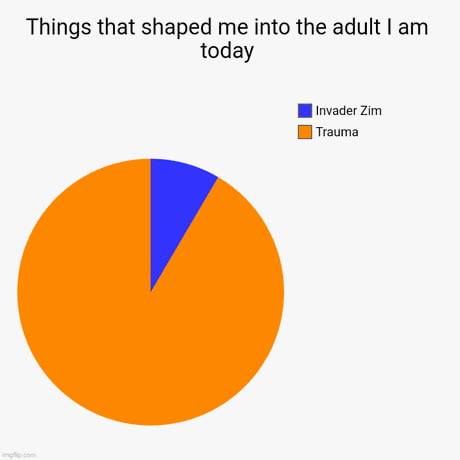 Things that shaped me into the adult I am
today
Invader Zim
Trauma
imgflip.com